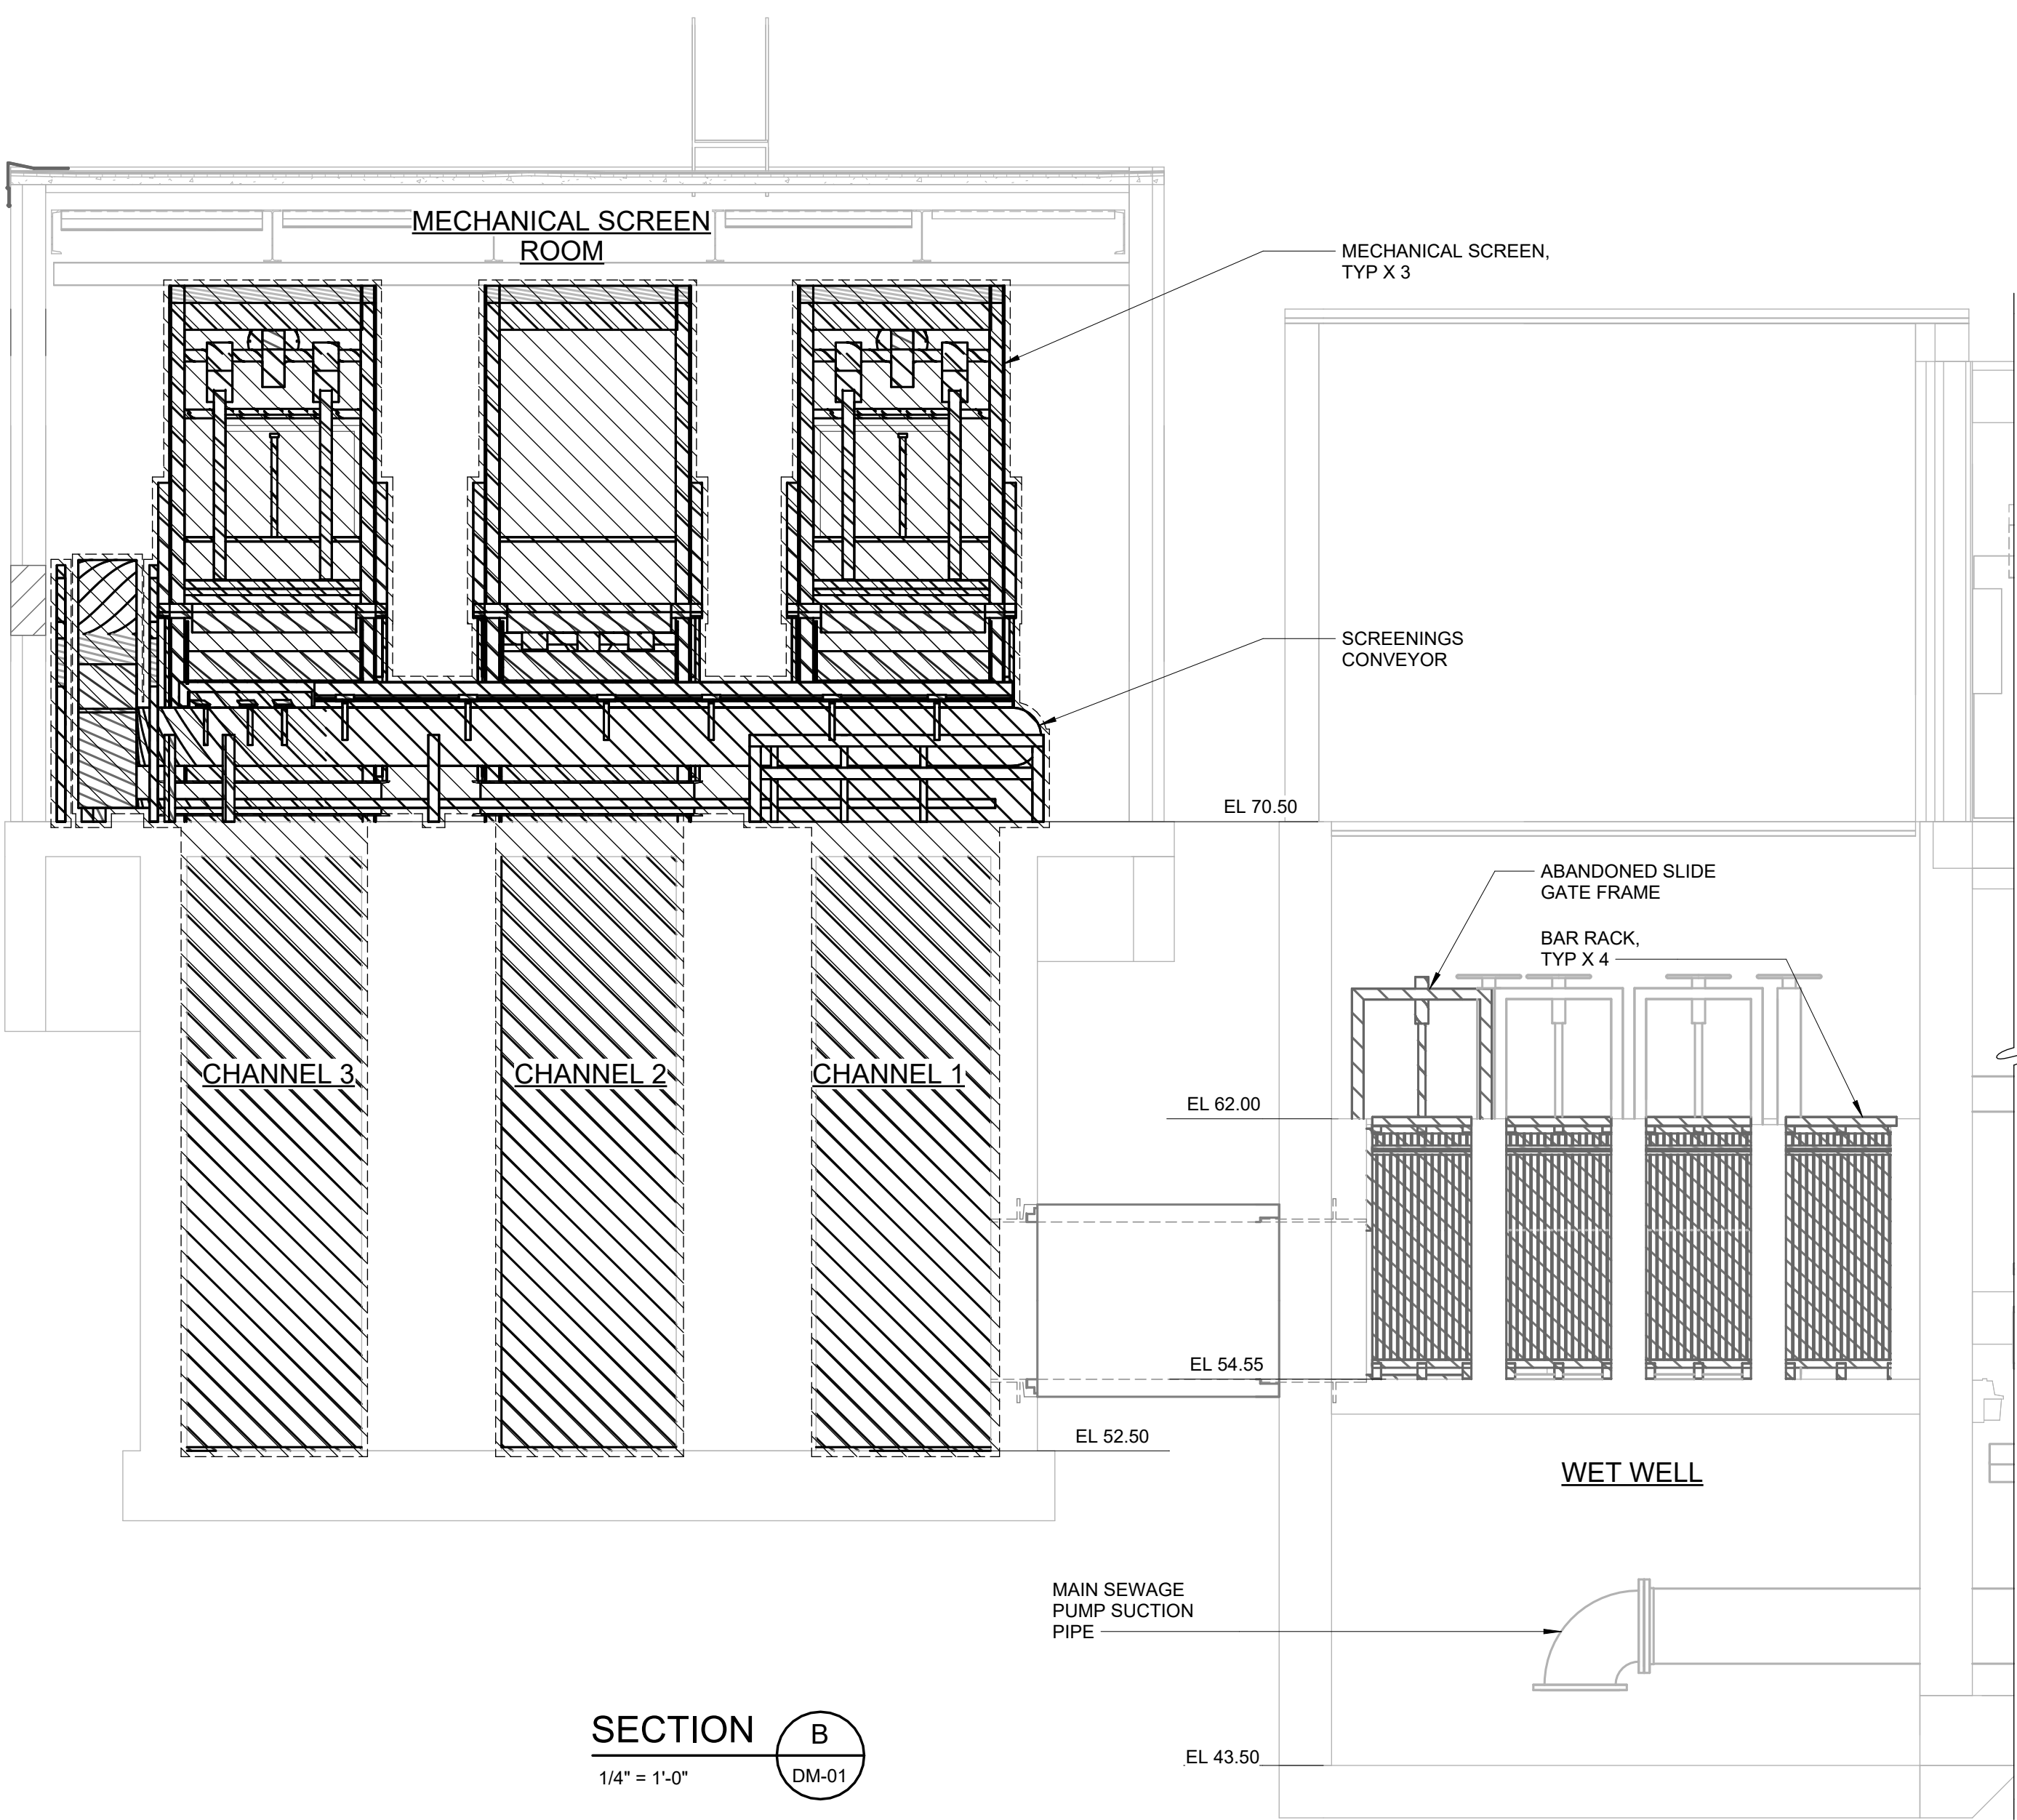 MECHANICAL SCREEN
ROOM
MECHANICAL SCREEN,
TYP X 3
SCREENINGS
CONVEYOR
EL 70.50
ABANDONED SLIDE
GATE FRAME
BAR RACK,
TYP X 4
CHANNEL 3
CHANNEL 2
CHANNEL 1
EL 62.00
EL 54.55
EL 52.50
WET WELL
MAIN SEWAGE
PUMP SUCTION
PIPE
SECTION
B
1/4" = 1'-0"
DM-01
EL 43.50